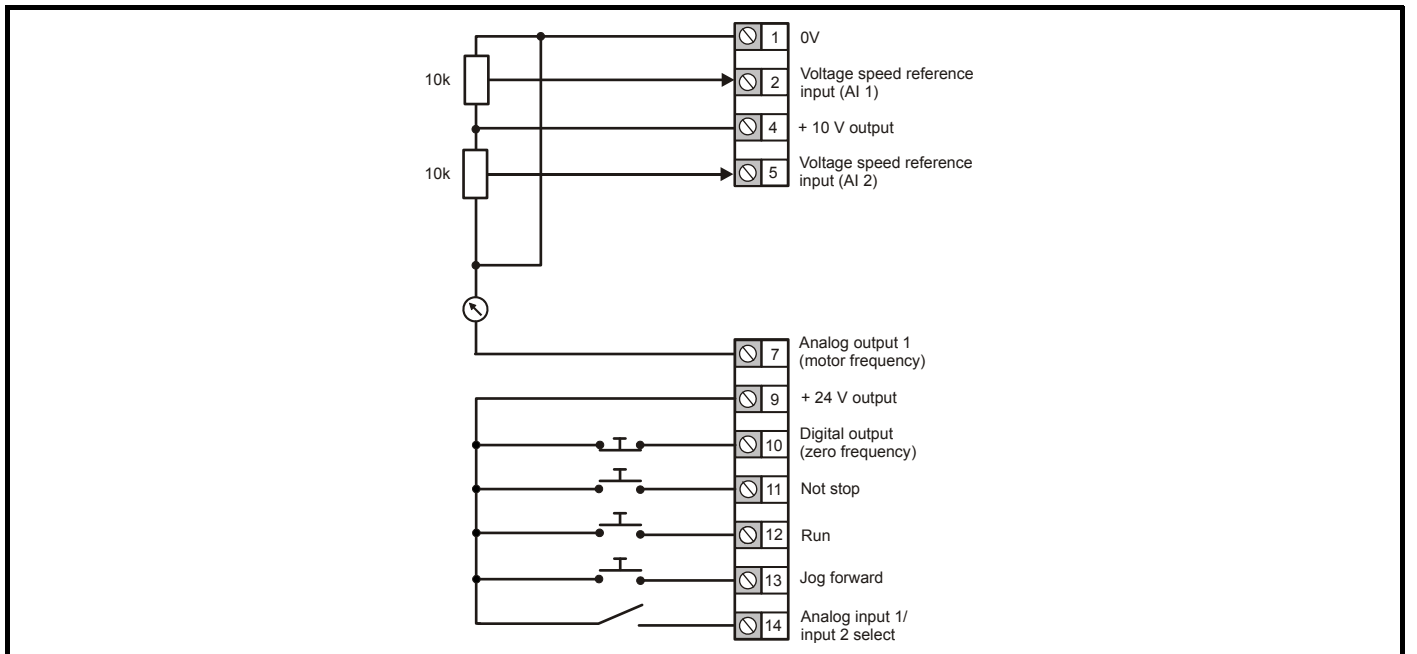 1 0V
10k
2 Voltage speed reference
input (AI 1)
4 + 10 V output
10k
5 Voltage speed reference
input (AI 2)
7 Analog output 1
(motor frequency)
9 + 24 V output
10 Digital output
(zero frequency)
11 Not stop
12 Run
13 Jog forward
14 Analog input 1/
input 2 select